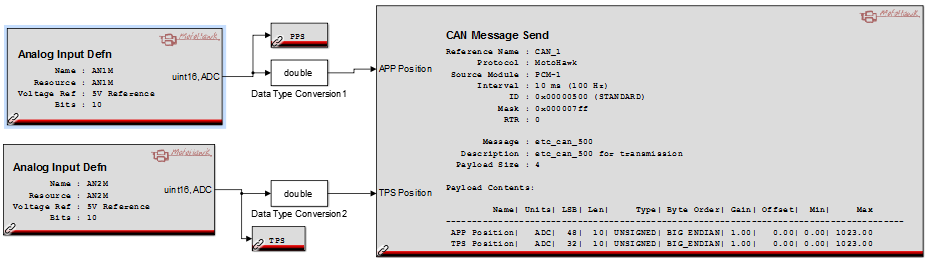 MotoHawk
Analog Input Defn
Name : AN1M
Resource : AN1M
Voltage Ref : 5V Reference
Bits : 10
uint16, ADC
PPS
double
Data Type Conversion1
MotoHawk
Analog Input Defn
Name : AN2M
Resource : AN2M
Voltage Ref : 5V Reference
Bits : 10
uint16, ADC
double
Data Type Conversion2
TPS
MotoHawk
APP Position
TPS Position
CAN Message Send
Reference Name : CAN_1
Protocol : MotoHawk
Source Module : PCM-1
Interval : 10 ms (100 Hz)
ID : 0x00000500 (STANDARD)
Mask : 0x000007ff
RTR : 0
Message : etc_can_500
Description : etc_can_500 for transmission
Payload Size : 4
Payload Contents:
Name| Units| LSB| Len| Type| Byte Order| Gain| Offset| Min| Max
--------------------------------------------------------------------------------
APP Position| ADC| 48| 10| UNSIGNED| BIG_ENDIAN| 1.00| 0.00| 0.00| 1023.00
TPS Position| ADC| 32| 10| UNSIGNED| BIG_ENDIAN| 1.00| 0.00| 0.00| 1023.00